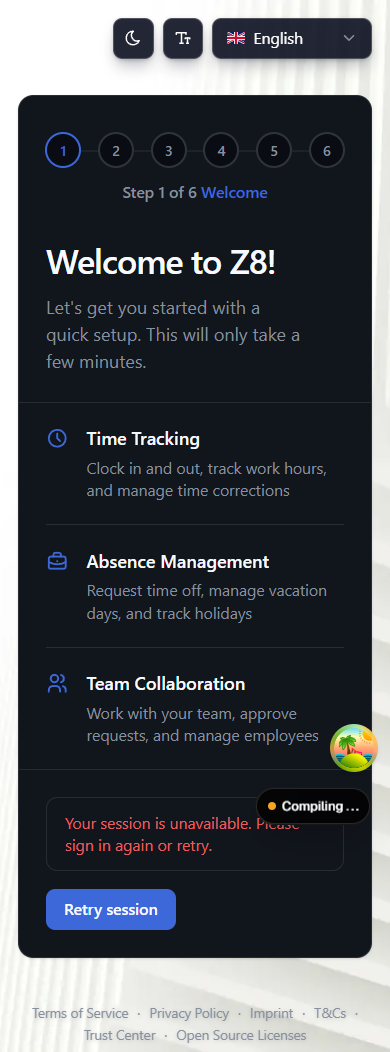 English
1
2
3
4
5
6
Step 1 of 6 Welcome
Welcome to Z8!
Let's get you started with a
quick setup. This will only take a
few minutes.
Time Tracking
Clock in and out, track work hours,
and manage time corrections
Absence Management
Request time off, manage vacation
days, and track holidays
Team Collaboration
Work with your team, approve
requests, and manage employees
Compiling ...
Your session is unavailable. Please
sign in again or retry.
Retry session
Terms of Service · Privacy Policy · Imprint · T&Cs ·
Trust Center · Open Source Licenses